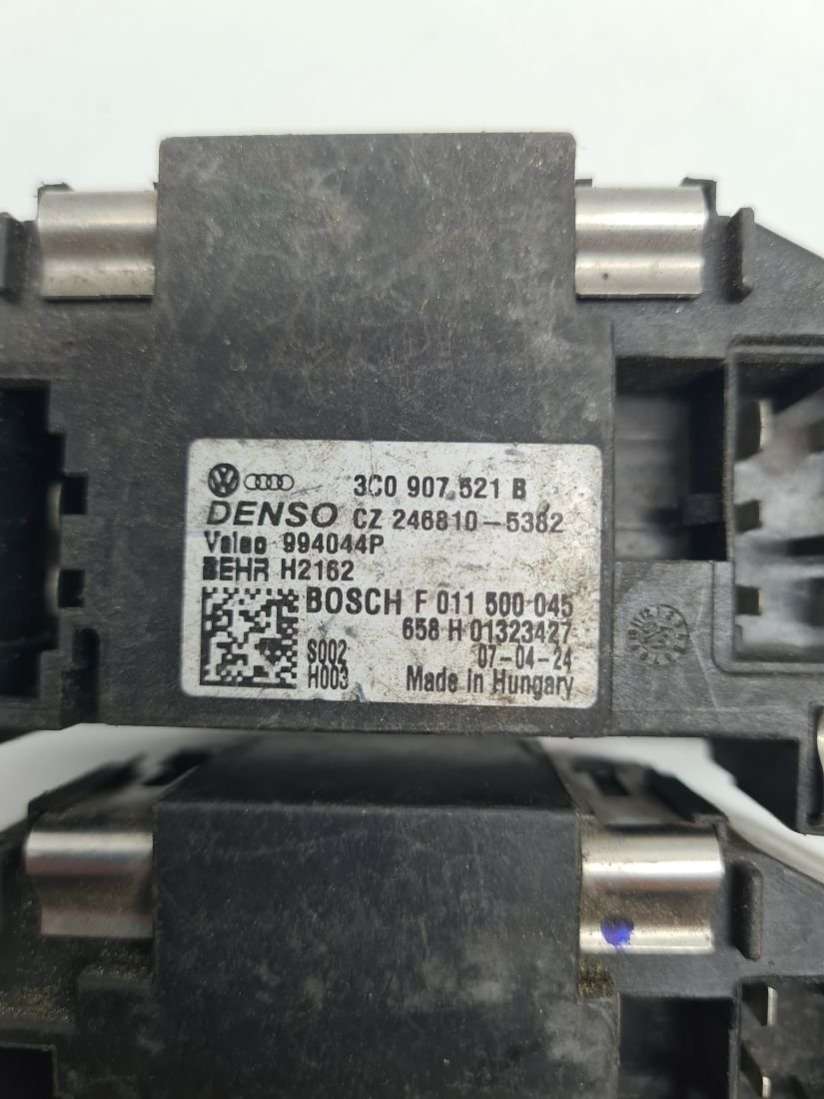 3C0 907 521 B
DENSO CZ 246810-5382
Valeo 994044P
BEHR H2162
BOSCH F 011 500 045
658 H 01323427
S002 07-04-24
H003 Made in Hungary